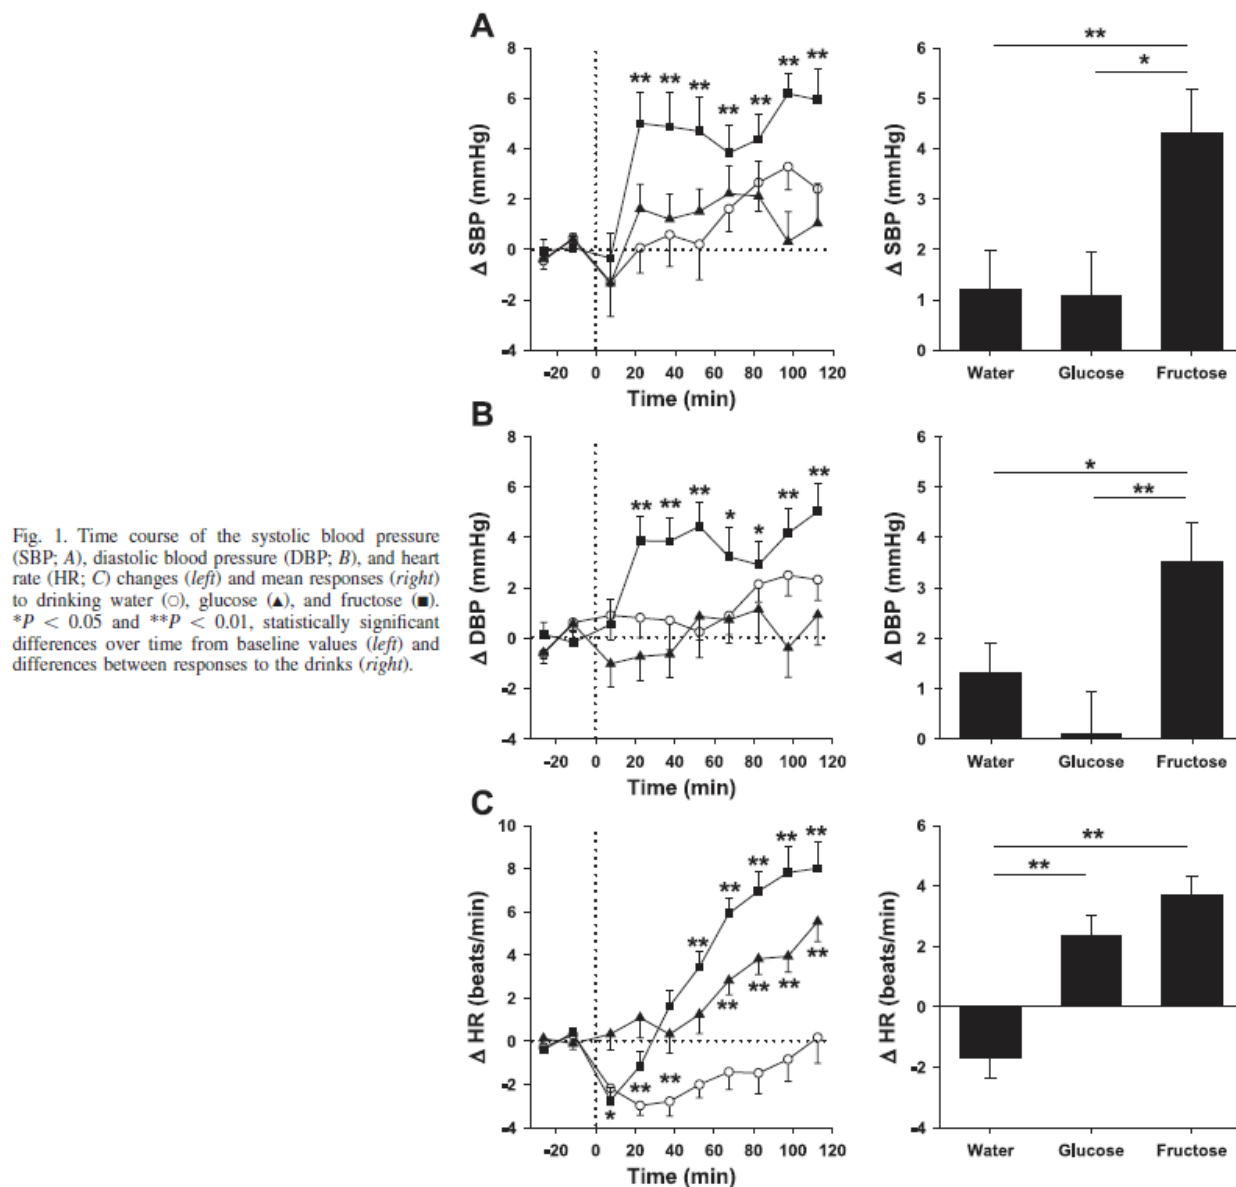 A
Δ SBP (mmHg)
8
6
4
2
0
-2
-4
-20 0 20 40 60 80 100 120
Time (min)
** ** ** ** ** ** **
Δ SBP (mmHg)
6
5
4
3
2
1
0
**
*
Water Glucose Fructose
Fig. 1. Time course of the systolic blood pressure
(SBP; A), diastolic blood pressure (DBP; B), and heart
rate (HR; C) changes (left) and mean responses (right)
to drinking water (○), glucose (▲), and fructose (■).
*P < 0.05 and **P < 0.01, statistically significant
differences over time from baseline values (left) and
differences between responses to the drinks (right).
B
Δ DBP (mmHg)
8
6
4
2
0
-2
-4
-20 0 20 40 60 80 100 120
Time (min)
** ** ** * * ** **
Δ DBP (mmHg)
6
5
4
3
2
1
0
*
**
Water Glucose Fructose
C
Δ HR (beats/min)
10
8
6
4
2
0
-2
-4
-20 0 20 40 60 80 100 120
Time (min)
** ** ** ** **
** ** ** **
* ** **
Δ HR (beats/min)
6
4
2
0
-2
-4
**
**
Water Glucose Fructose